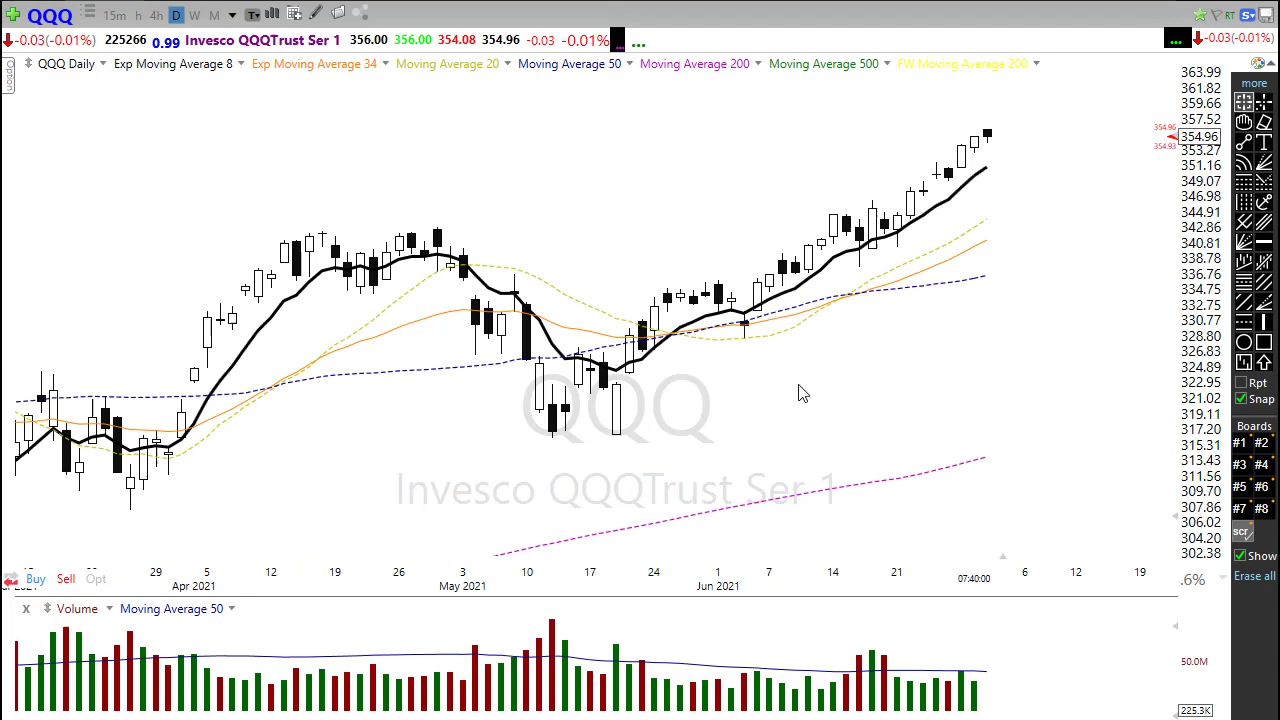 QQQ 15m h 4h D W M T RT S
-0.03(-0.01%) 225266 0.99 Invesco QQQTrust Ser 1 356.00 356.00 354.08 354.96 -0.03 -0.01% ... ... ... -0.03(-0.01%)
Option QQQ Daily Exp Moving Average 8 Exp Moving Average 34 Moving Average 20 Moving Average 50 Moving Average 200 Moving Average 500 FW Moving Average 200
363.99
more
361.82
359.66
357.52
354.96 354.96
354.93 353.27
351.16
349.07
346.98
344.91
342.86
340.81
338.78
336.76
334.75
332.75
330.77
328.80
326.83
324.89
322.95 Rpt
321.02 Snap
319.11
317.20 Boards
315.31 #1 #2
313.43 #3 #4
311.56
309.70 #5 #6
307.86 #7 #8
306.02
304.20 scr
302.38 Show
QQQ
Invesco QQQTrust Ser 1
29 5 12 19 26 3 10 17 24 1 7 14 21 07:40:00 6 12 19
Buy Sell Opt Apr 2021 May 2021 Jun 2021 .6% Erase all
x Volume Moving Average 50
50.0M
225.3K